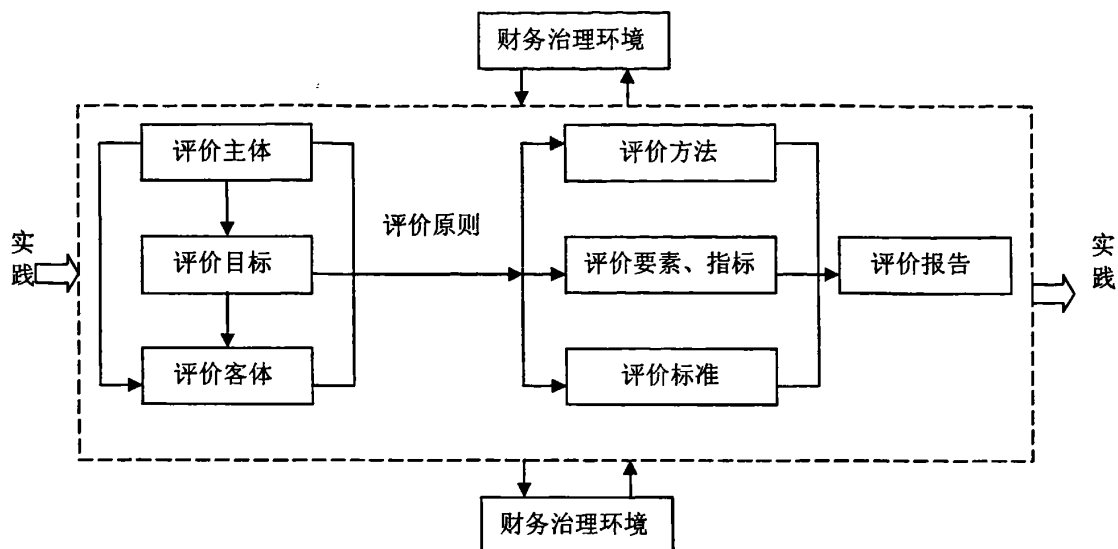 财务治理环境
评价主体
评价方法
评价原则
实践
评价目标
评价要素、指标
评价报告
实践
评价客体
评价标准
财务治理环境